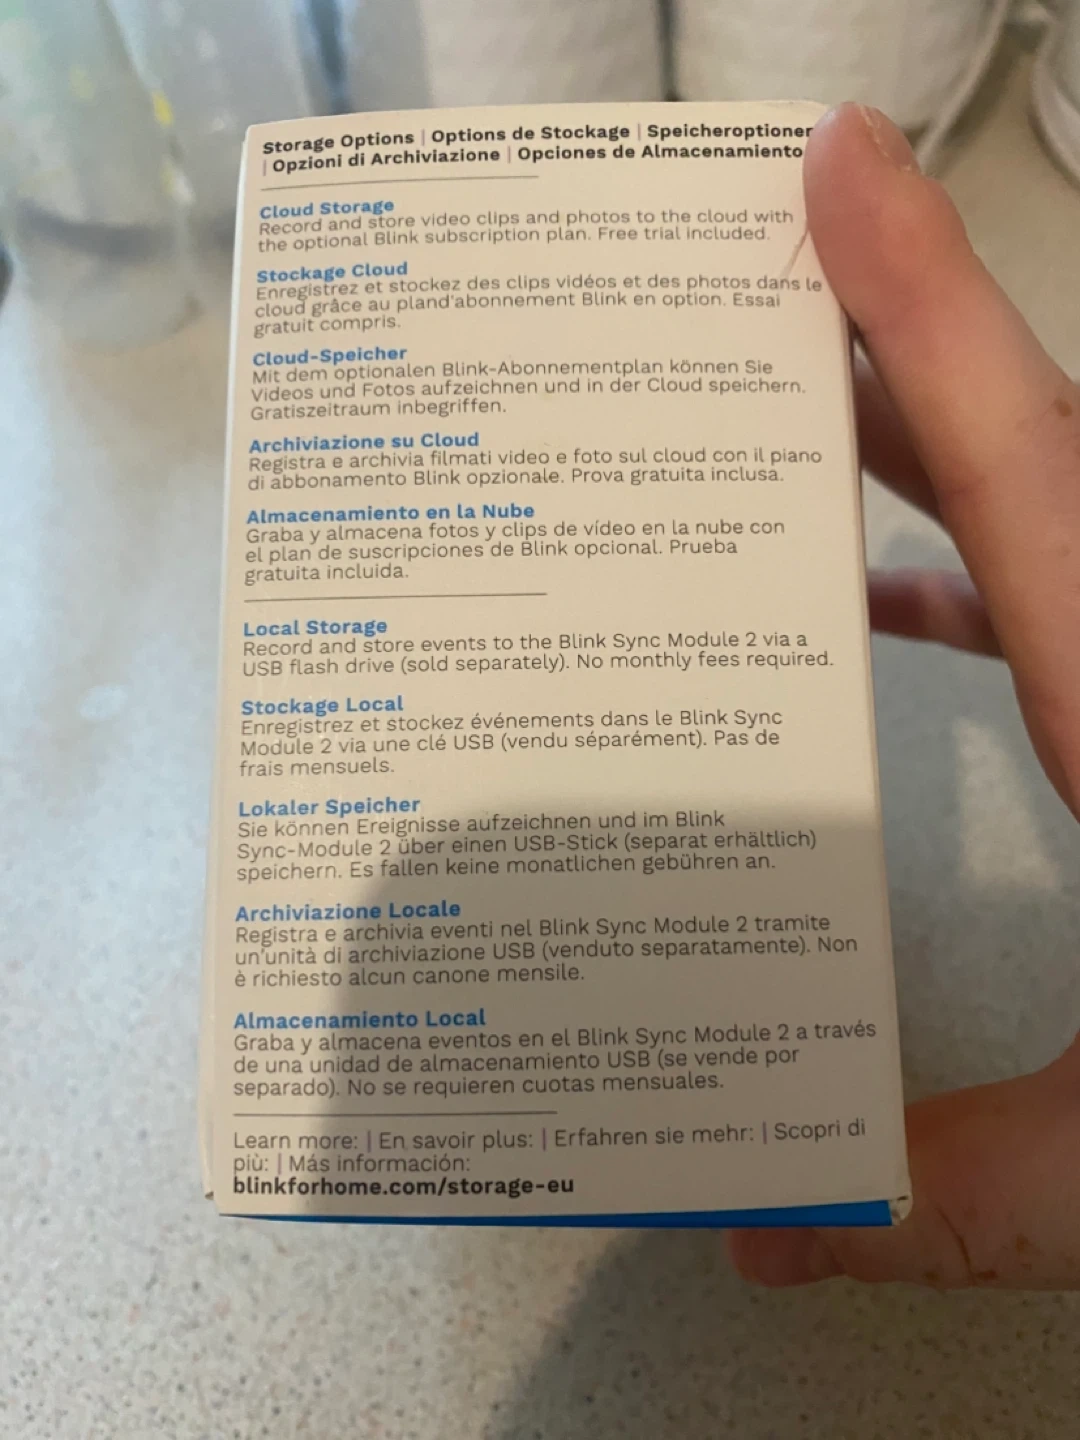 Storage Options | Options de Stockage | Speicheroptionen
| Opzioni di Archiviazione | Opciones de Almacenamiento
Cloud Storage
Record and store video clips and photos to the cloud with
the optional Blink subscription plan. Free trial included.
Stockage Cloud
Enregistrez et stockez des clips vidéos et des photos dans le
cloud grâce au pland'abonnement Blink en option. Essai
gratuit compris.
Cloud-Speicher
Mit dem optionalen Blink-Abonnementplan können Sie
Videos und Fotos aufzeichnen und in der Cloud speichern.
Gratiszeitraum inbegriffen.
Archiviazione su Cloud
Registra e archivia filmati video e foto sul cloud con il piano
di abbonamento Blink opzionale. Prova gratuita inclusa.
Almacenamiento en la Nube
Graba y almacena fotos y clips de vídeo en la nube con
el plan de suscripciones de Blink opcional. Prueba
gratuita incluida.
Local Storage
Record and store events to the Blink Sync Module 2 via a
USB flash drive (sold separately). No monthly fees required.
Stockage Local
Enregistrez et stockez événements dans le Blink Sync
Module 2 via une clé USB (vendu séparément). Pas de
frais mensuels.
Lokaler Speicher
Sie können Ereignisse aufzeichnen und im Blink
Sync-Module 2 über einen USB-Stick (separat erhältlich)
speichern. Es fallen keine monatlichen gebühren an.
Archiviazione Locale
Registra e archivia eventi nel Blink Sync Module 2 tramite
un'unità di archiviazione USB (venduto separatamente). Non
è richiesto alcun canone mensile.
Almacenamiento Local
Graba y almacena eventos en el Blink Sync Module 2 a través
de una unidad de almacenamiento USB (se vende por
separado). No se requieren cuotas mensuales.
Learn more: | En savoir plus: | Erfahren sie mehr: | Scopri di
più: | Más información:
blinkforhome.com/storage-eu